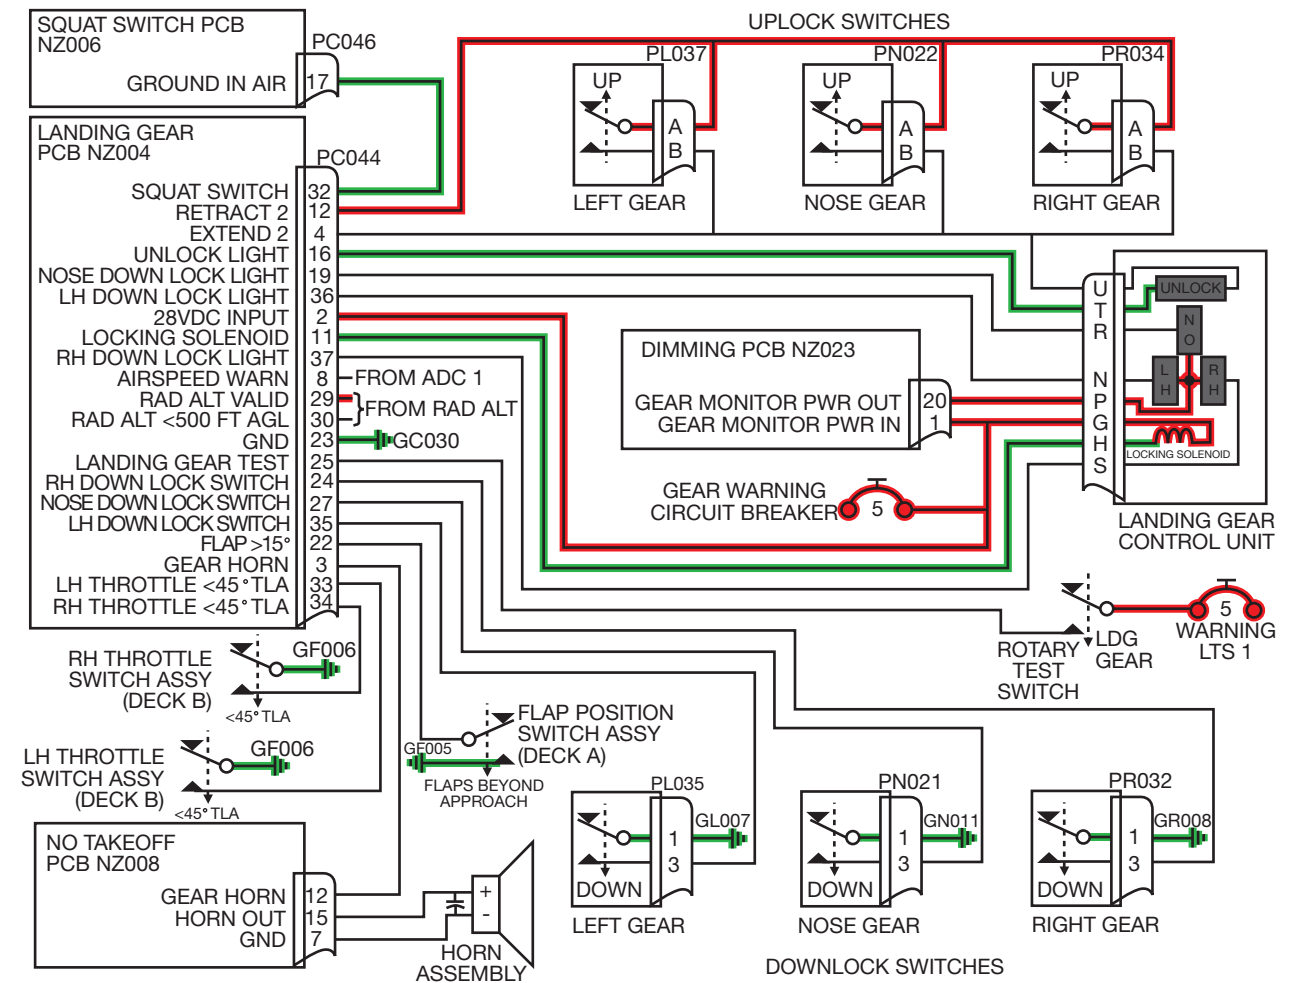 SQUAT SWITCH PCB
NZ006
PC046
GROUND IN AIR 17
LANDING GEAR
PCB NZ004
PC044
SQUAT SWITCH 32
RETRACT 2 12
EXTEND 2 4
UNLOCK LIGHT 16
NOSE DOWN LOCK LIGHT 19
LH DOWN LOCK LIGHT 36
28VDC INPUT 2
LOCKING SOLENOID 11
RH DOWN LOCK LIGHT 37
AIRSPEED WARN 8
FROM ADC 1
RAD ALT VALID 29
RAD ALT <500 FT AGL 30
FROM RAD ALT
GND 23
GC030
LANDING GEAR TEST 25
RH DOWN LOCK SWITCH 24
NOSE DOWN LOCK SWITCH 27
LH DOWN LOCK SWITCH 35
FLAP >15° 22
GEAR HORN 3
LH THROTTLE <45° TLA 33
RH THROTTLE <45° TLA 34
UPLOCK SWITCHES
PL037
UP
A
B
LEFT GEAR
PN022
UP
A
B
NOSE GEAR
PR034
UP
A
B
RIGHT GEAR
DIMMING PCB NZ023
GEAR MONITOR PWR OUT 20
GEAR MONITOR PWR IN 1
GEAR WARNING
CIRCUIT BREAKER
5
U
T
R
N
P
G
H
S
UNLOCK
N
O
L
H
R
H
LOCKING SOLENOID
LANDING GEAR
CONTROL UNIT
5
WARNING
LTS 1
LDG
GEAR
ROTARY
TEST
SWITCH
RH THROTTLE
SWITCH ASSY
(DECK B)
GF006
<45° TLA
LH THROTTLE
SWITCH ASSY
(DECK B)
GF006
<45° TLA
FLAP POSITION
SWITCH ASSY
(DECK A)
GF005
FLAPS BEYOND
APPROACH
NO TAKEOFF
PCB NZ008
GEAR HORN 12
HORN OUT 15
GND 7
+
-
HORN
ASSEMBLY
PL035
1
3
GL007
DOWN
LEFT GEAR
PN021
1
3
GN011
DOWN
NOSE GEAR
PR032
1
3
GR008
DOWN
RIGHT GEAR
DOWNLOCK SWITCHES